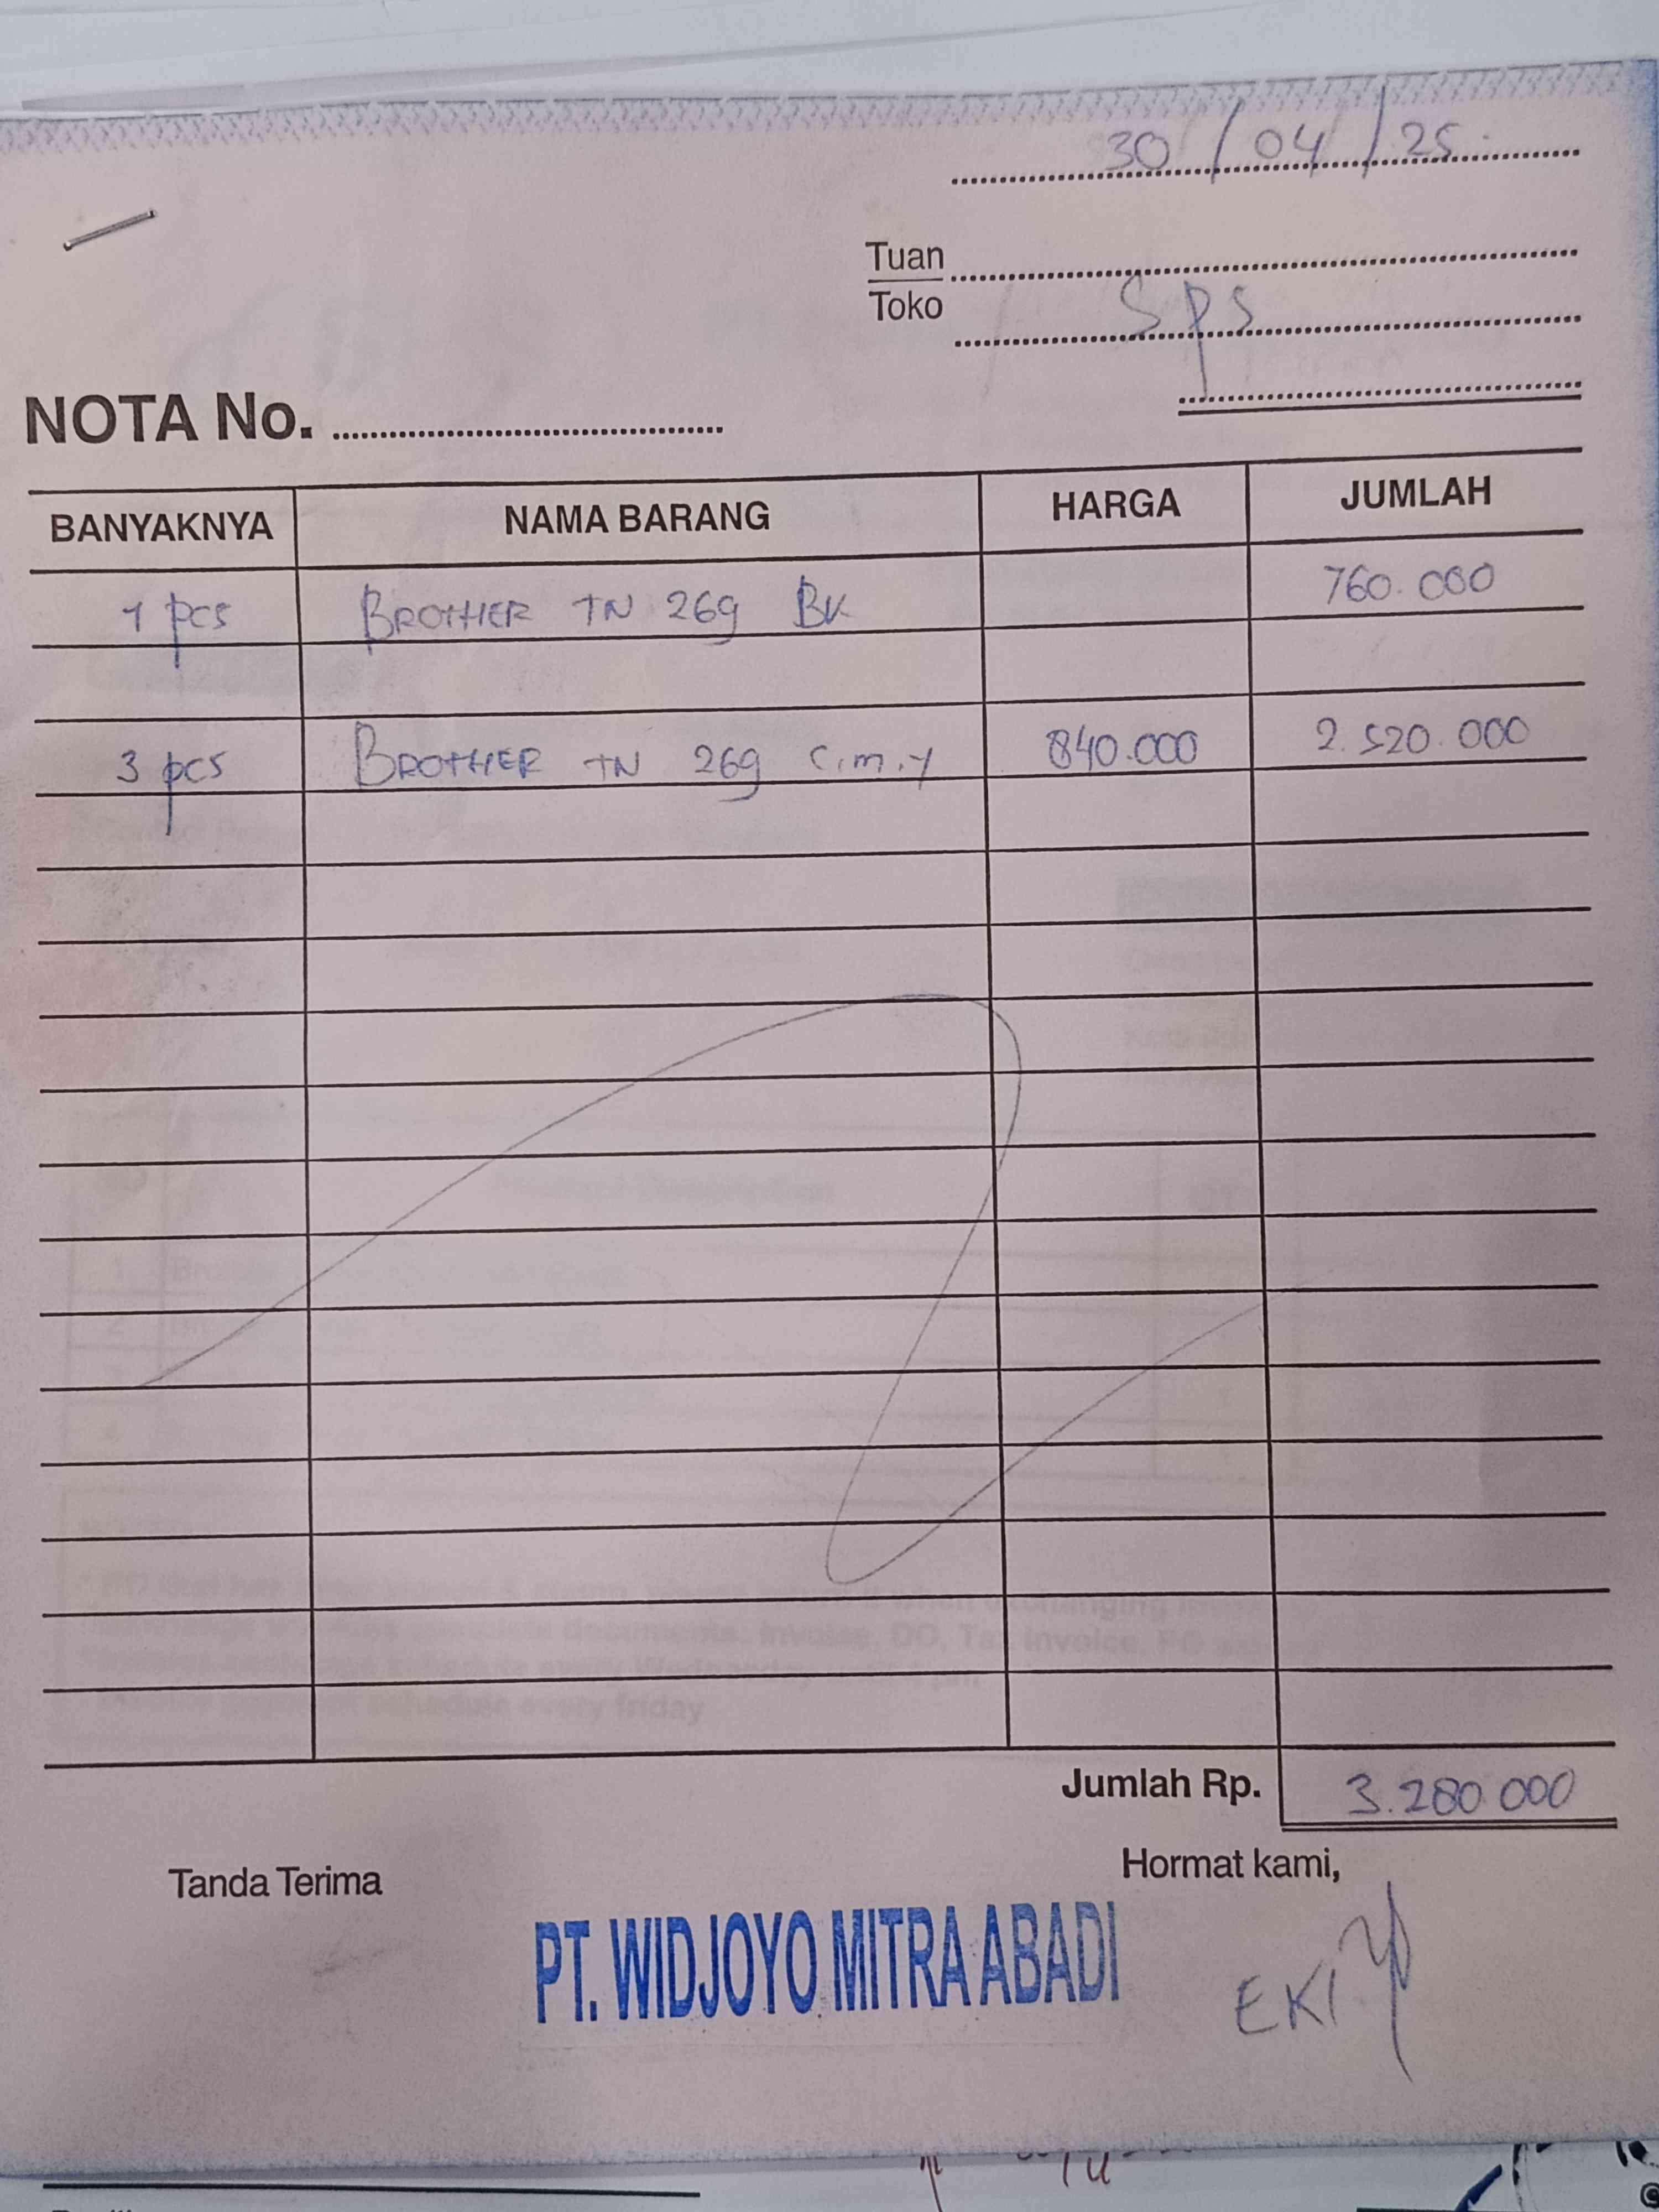 30/04/25
Tuan
Toko
SPS
NOTA No.
BANYAKNYA NAMA BARANG HARGA JUMLAH
1 pcs BROTHER TN 269 BK 760.000
3 pcs BROTHER TN 269 C.M.Y 840.000 2.520.000
Jumlah Rp. 3.280.000
Tanda Terima Hormat kami,
PT. WIDJOYO MITRA ABADI
EKI